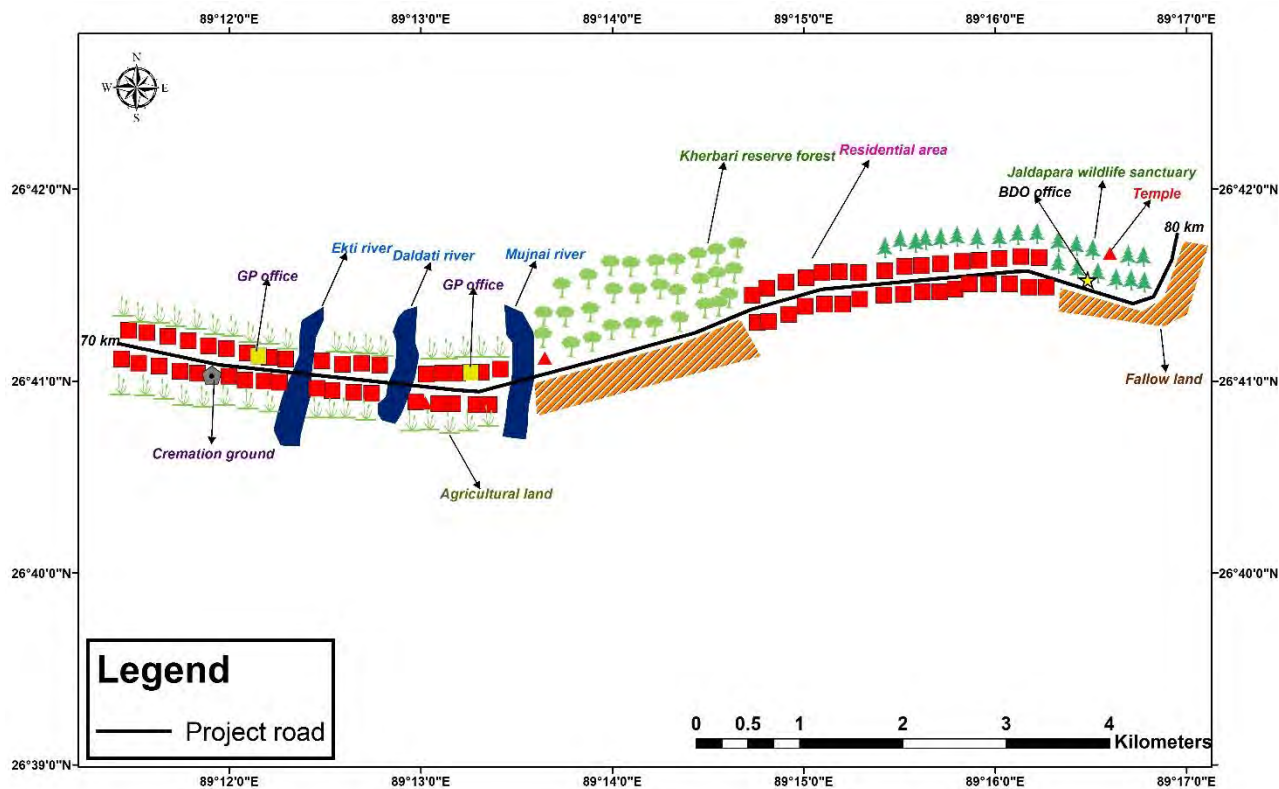 89°12'0"E 89°13'0"E 89°14'0"E 89°15'0"E 89°16'0"E 89°17'0"E
N
W E
S
26°42'0"N 26°42'0"N
Kherbari reserve forest
Residential area
Jaldapara wildlife sanctuary
BDO office
Temple
80 km
Ekti river
Daldati river
Mujnai river
GP office
GP office
70 km
26°41'0"N 26°41'0"N
Fallow land
Cremation ground
Agricultural land
26°40'0"N 26°40'0"N
Legend
Project road
0 0.5 1 2 3 4
Kilometers
26°39'0"N 26°39'0"N
89°12'0"E 89°13'0"E 89°14'0"E 89°15'0"E 89°16'0"E 89°17'0"E